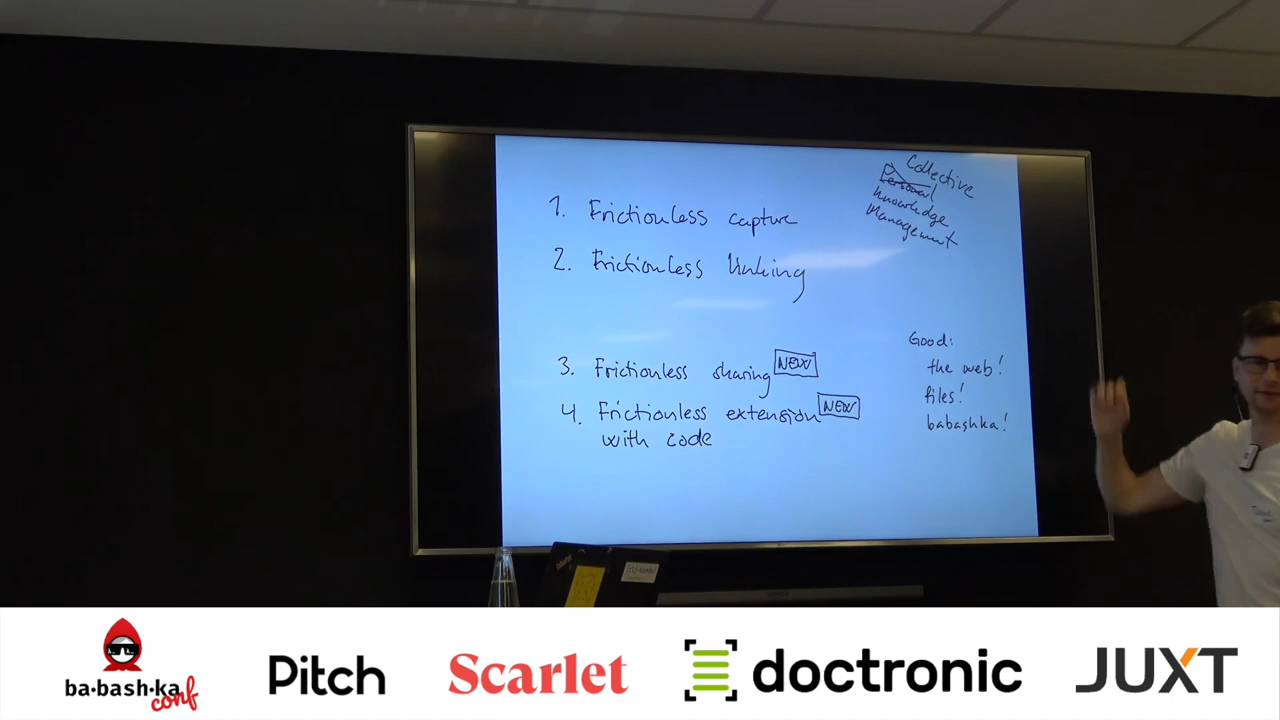 Collective
Personal
Knowledge
Management
1. Frictionless capture
2. Frictionless linking
3. Frictionless sharing NEW
4. Frictionless extension NEW
with code
Good:
the web!
files!
babashka!
ba•bash•ka
conf
Pitch
Scarlet
doctronic
JUXT